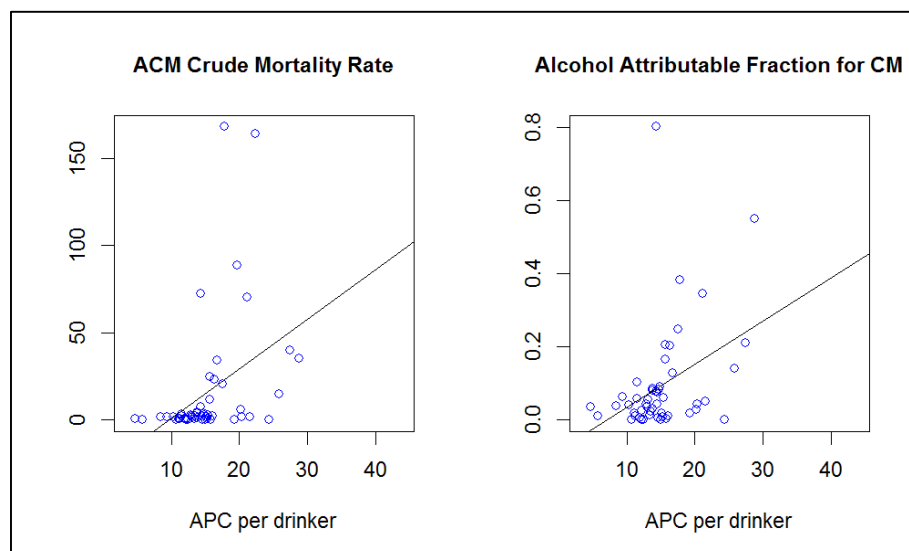 ACM Crude Mortality Rate
150
100
50
0
10 20 30 40
APC per drinker
Alcohol Attributable Fraction for CM
0.8
0.6
0.4
0.2
0.0
10 20 30 40
APC per drinker